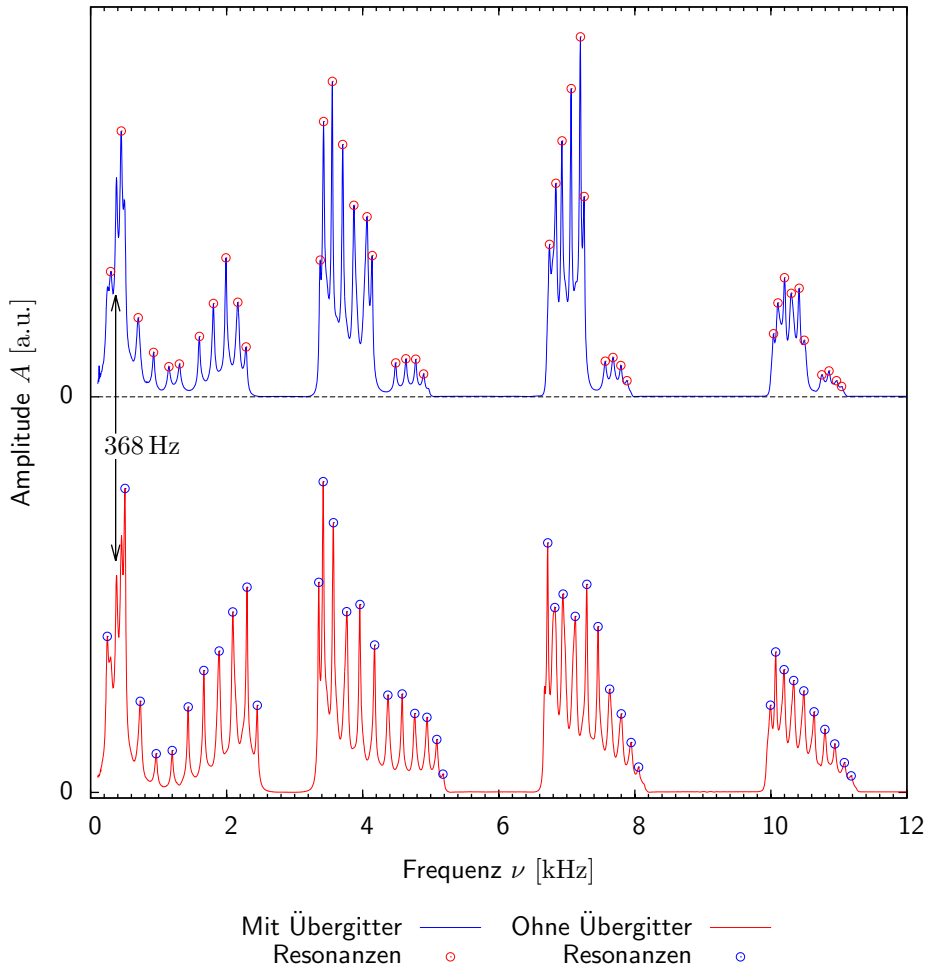 Amplitude A [a.u.]
0
368 Hz
0
0 2 4 6 8 10 12
Frequenz ν [kHz]
Mit Übergitter Ohne Übergitter
Resonanzen Resonanzen